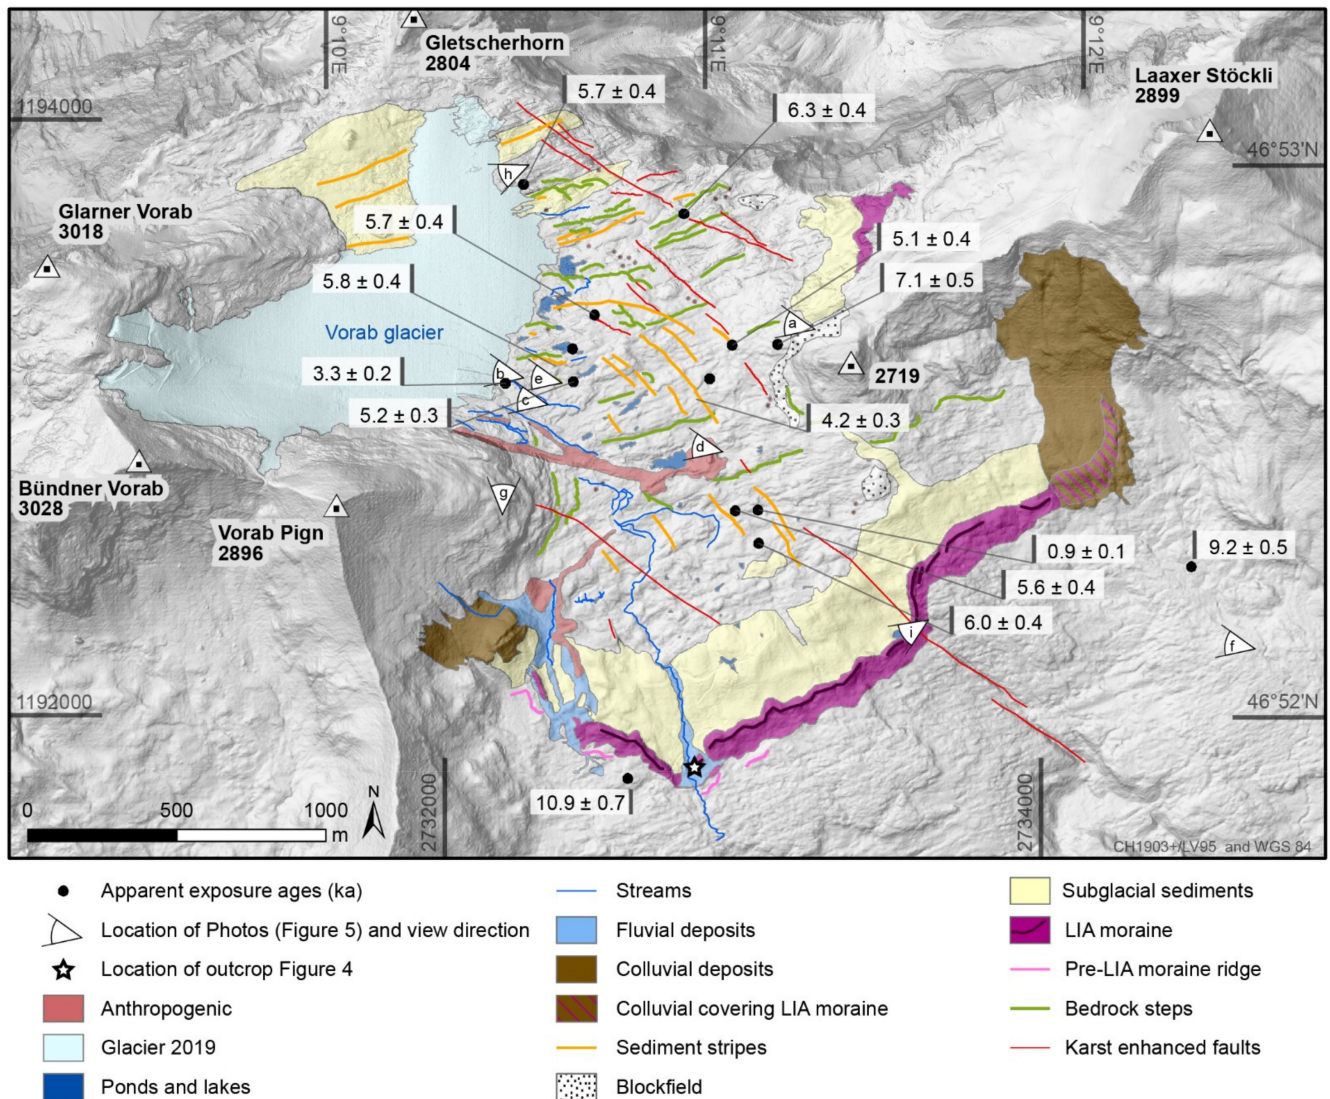 9°10'E
9°11'E
9°12'E
Gletscherhorn
2804
Laaxer Stöckli
2899
1194000
5.7 ± 0.4
6.3 ± 0.4
46°53'N
h
Glarner Vorab
3018
5.7 ± 0.4
5.1 ± 0.4
5.8 ± 0.4
7.1 ± 0.5
a
Vorab glacier
3.3 ± 0.2
b
e
2719
c
5.2 ± 0.3
4.2 ± 0.3
d
Bündner Vorab
3028
g
Vorab Pign
2896
0.9 ± 0.1
9.2 ± 0.5
5.6 ± 0.4
6.0 ± 0.4
i
f
1192000
46°52'N
10.9 ± 0.7
0 500 1000
m
N
2732000
2734000
CH1903+/LV95 and WGS 84
Apparent exposure ages (ka)
Location of Photos (Figure 5) and view direction
Location of outcrop Figure 4
Anthropogenic
Glacier 2019
Ponds and lakes
Streams
Fluvial deposits
Colluvial deposits
Colluvial covering LIA moraine
Sediment stripes
Blockfield
Subglacial sediments
LIA moraine
Pre-LIA moraine ridge
Bedrock steps
Karst enhanced faults